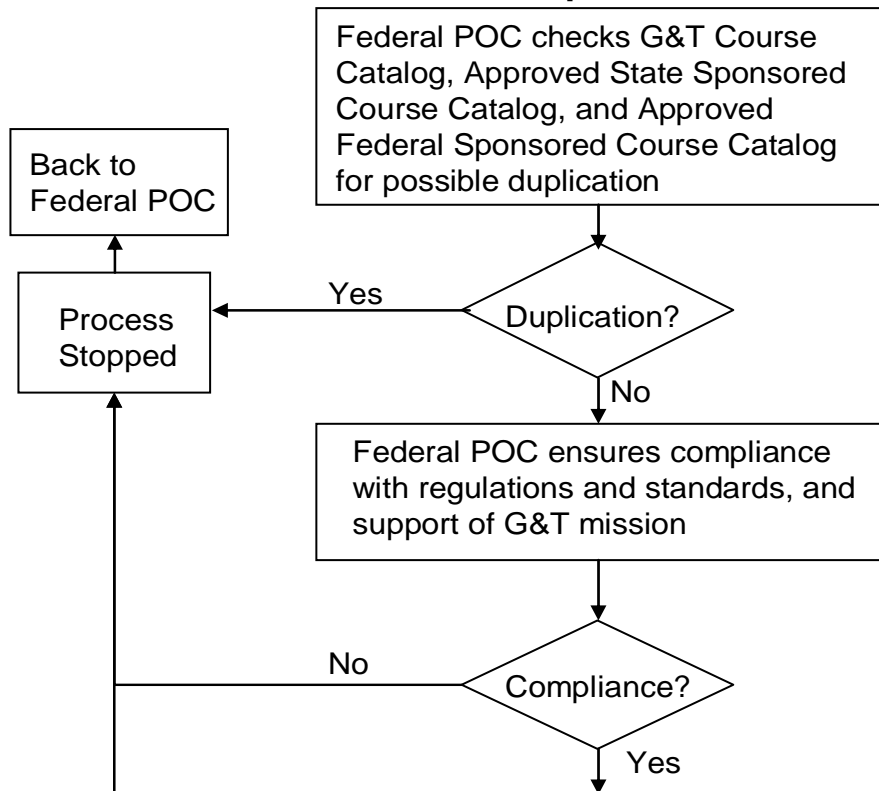 Federal POC checks G&T Course
Catalog, Approved State Sponsored
Course Catalog, and Approved
Federal Sponsored Course Catalog
for possible duplication
Back to
Federal POC
Process
Stopped
Yes
Duplication?
No
Federal POC ensures compliance
with regulations and standards, and
support of G&T mission
No
Compliance?
Yes